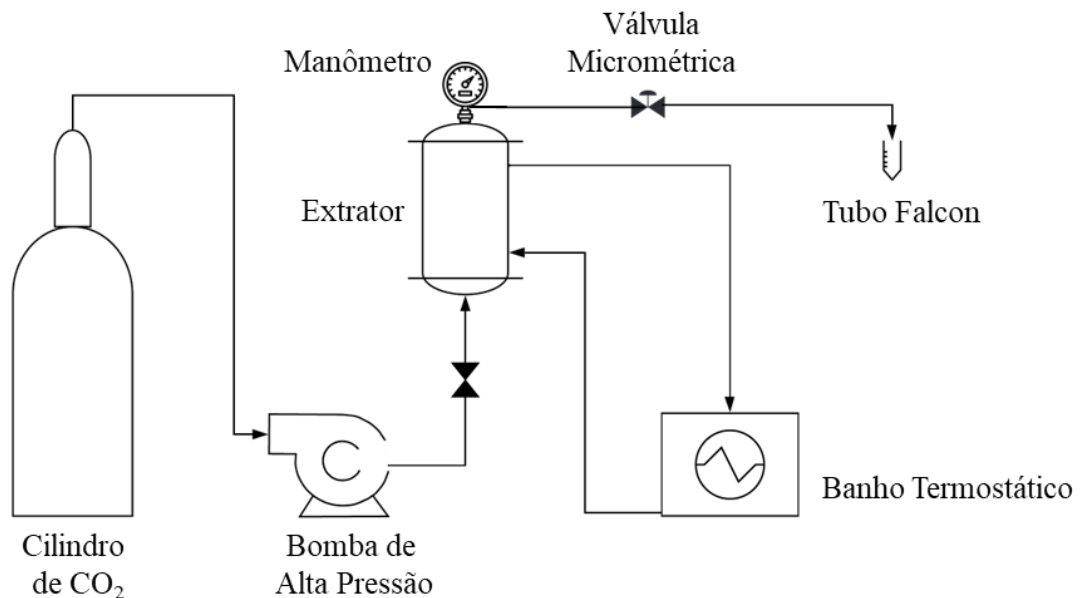 Válvula
Micrométrica
Manômetro
Extrator
Tubo Falcon
Banho Termostático
Cilindro
de CO₂
Bomba de
Alta Pressão